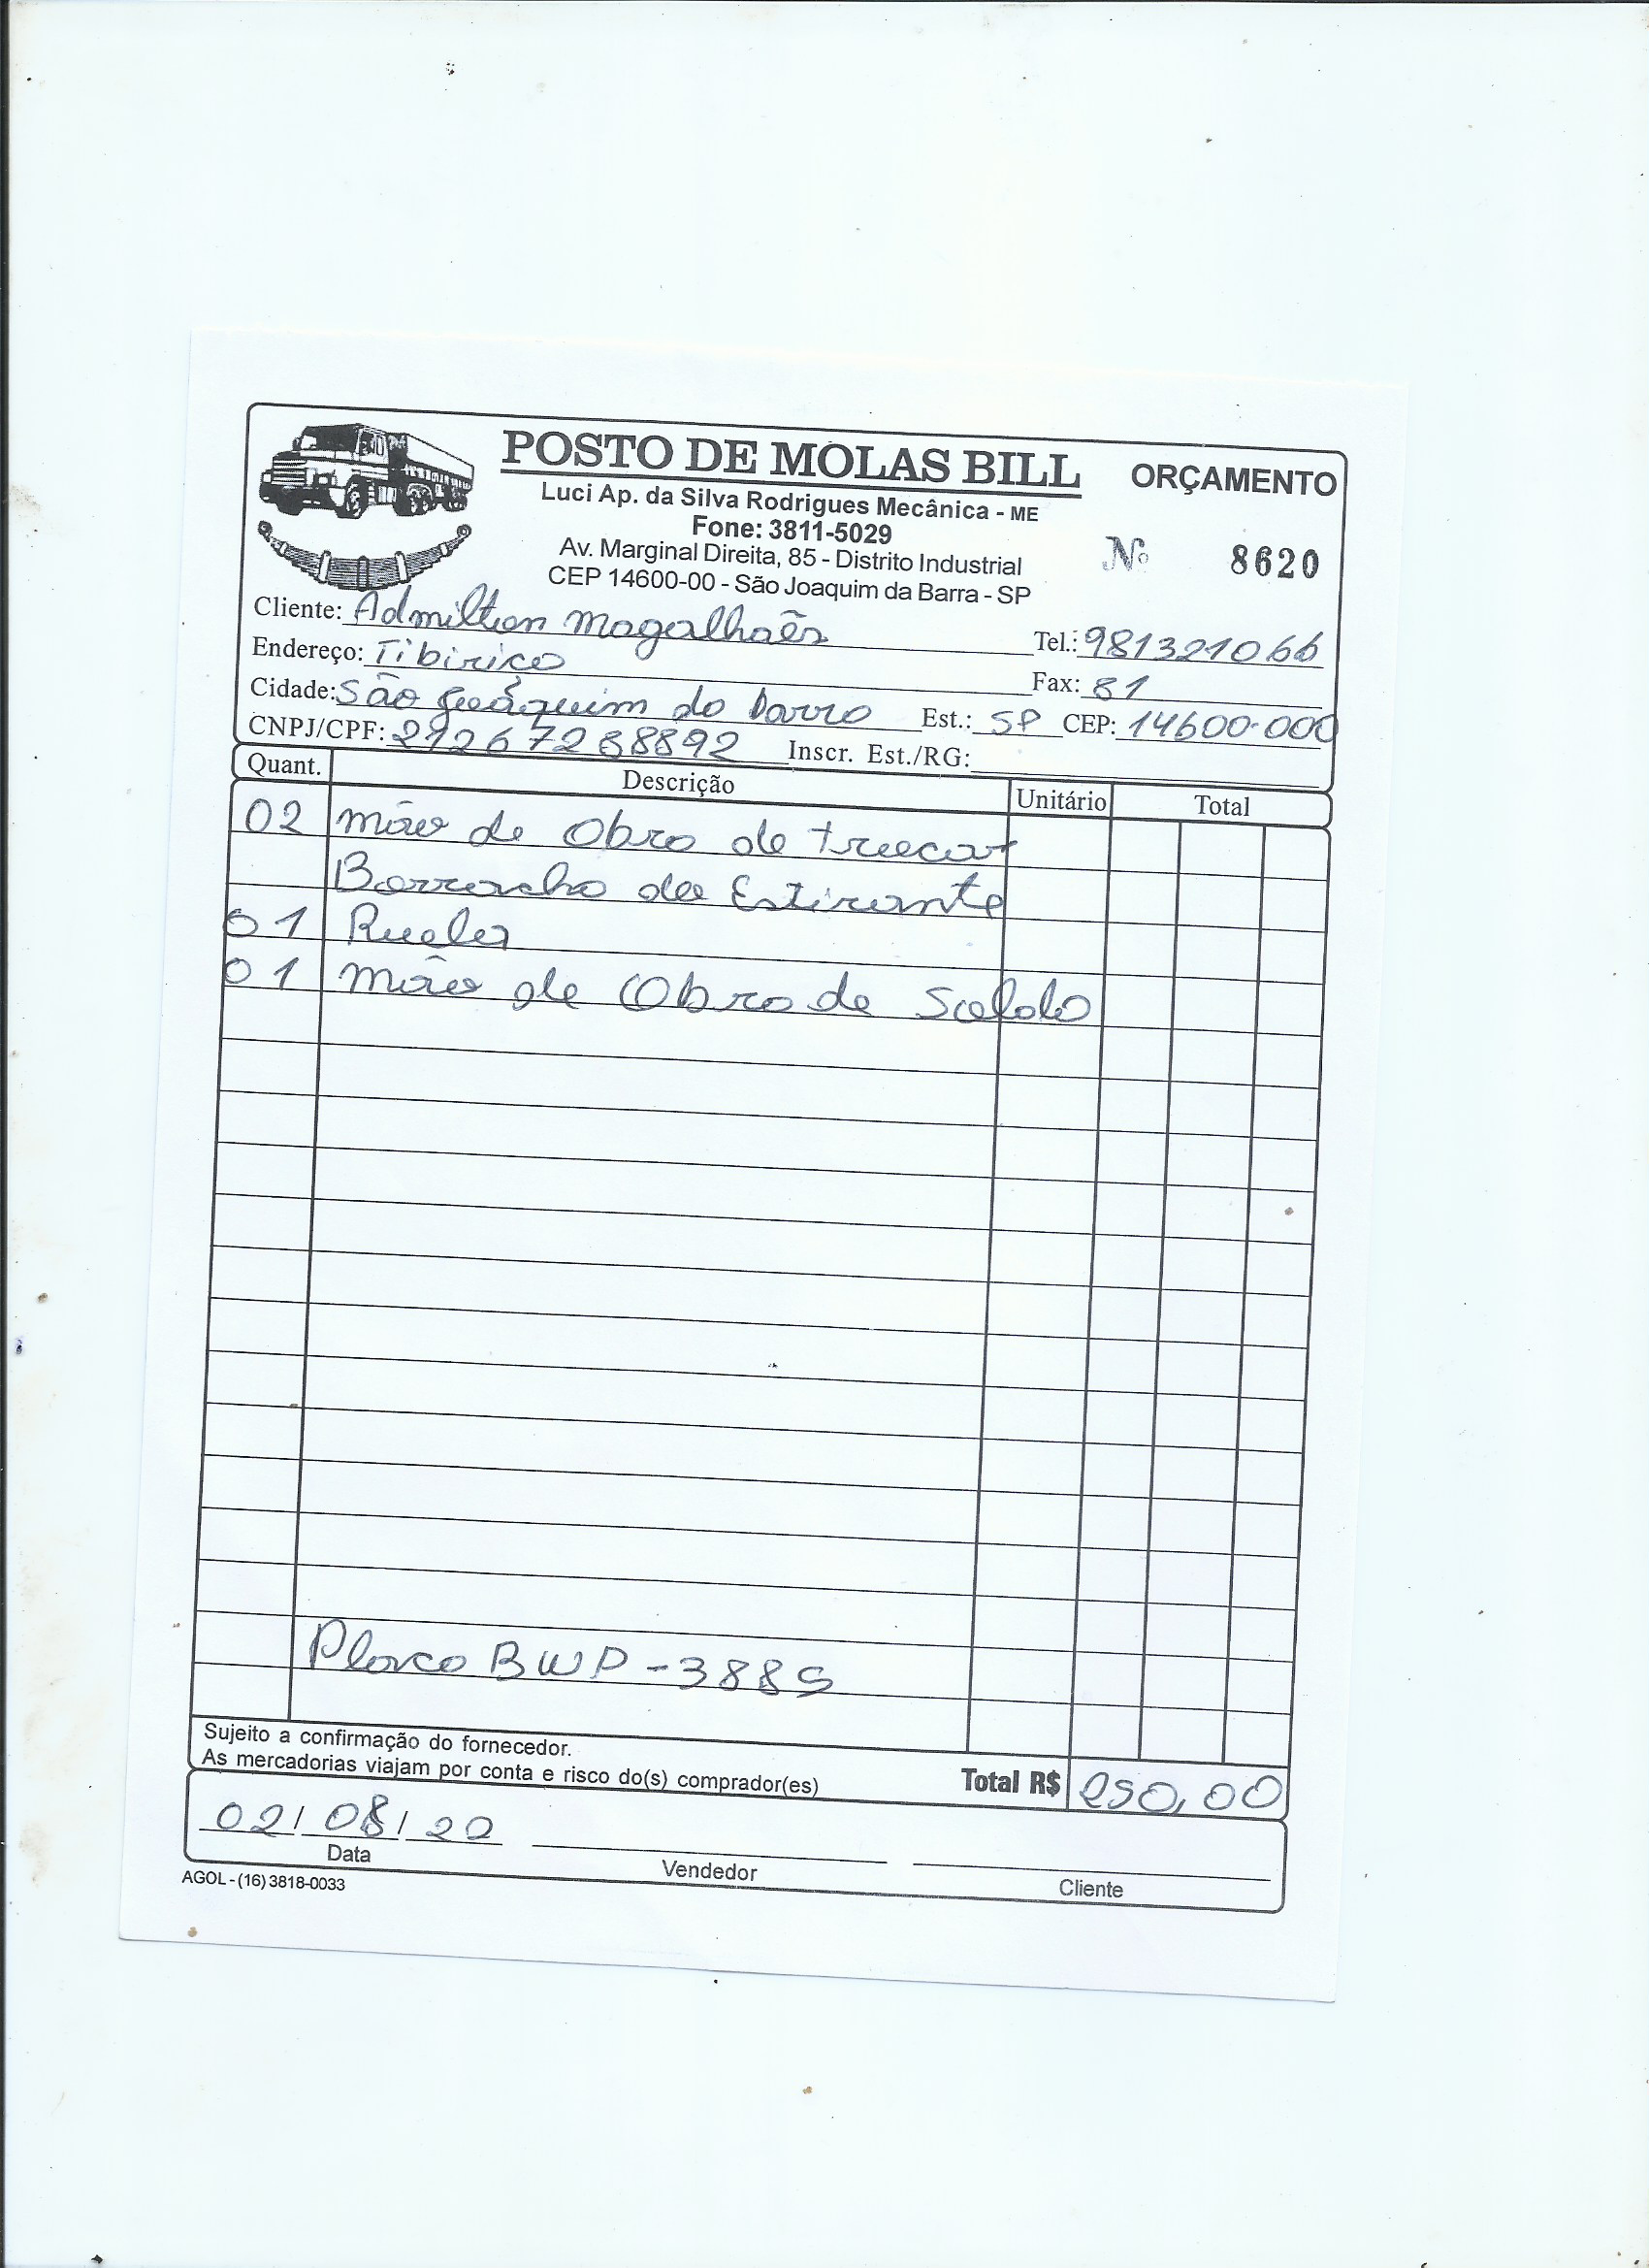 POSTO DE MOLAS BILL
ORÇAMENTO
Luci Ap. da Silva Rodrigues Mecânica - ME
Fone: 3811-5029
Av. Marginal Direita, 85 - Distrito Industrial
CEP 14600-00 - São Joaquim da Barra - SP
Nº 8620
Cliente: Admilton Magalhaẽs Tel.: 981321066
Endereço: Tibiriça Fax: 81
Cidade: São Joaquim da Barra Est.: SP CEP: 14600-000
CNPJ/CPF: Inscr. Est./RG:
Quant. Descrição Unitário Total
02 Mão de Obra de trocar
Borracha de Estirante
01 Ruela
01 Mão de Obra de Solda
Placa BWP-3885
Sujeito a confirmação do fornecedor.
As mercadorias viajam por conta e risco do(s) comprador(es)
Total R$ 250,00
02/08/20
Data Vendedor Cliente
AGOL - (16) 3818-0033